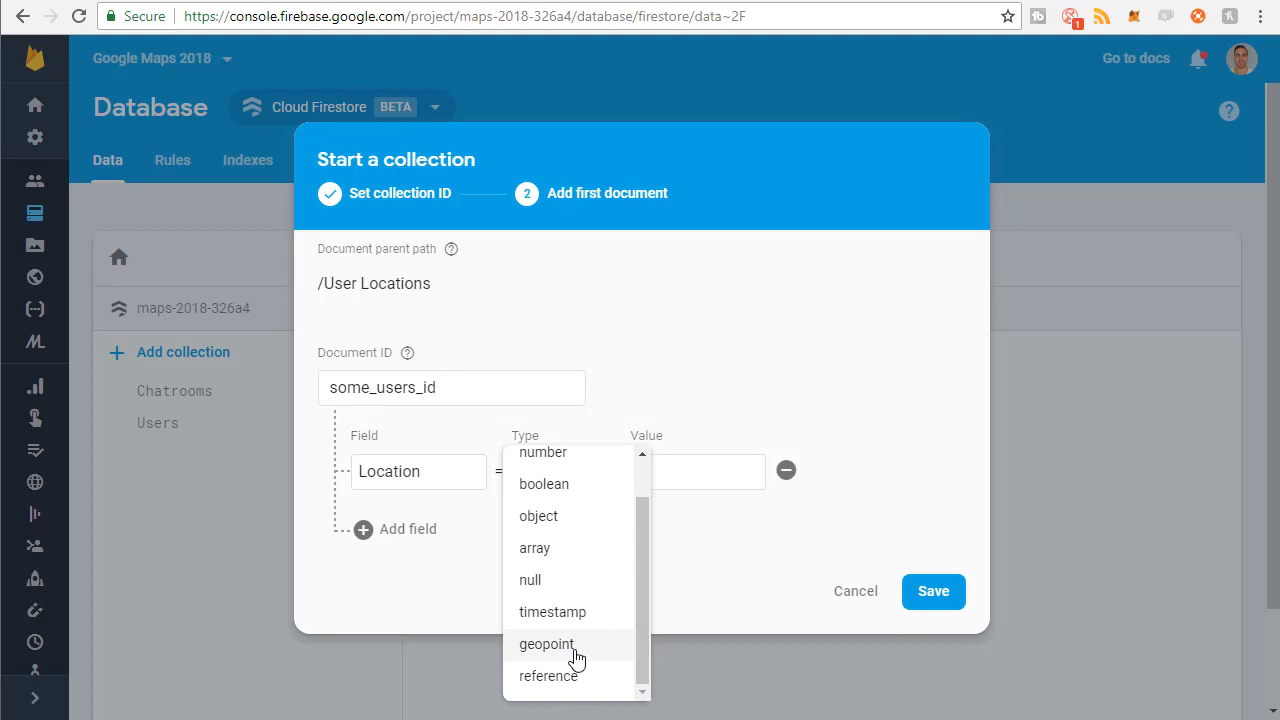 Secure https://console.firebase.google.com/project/maps-2018-326a4/database/firestore/data~2F
1
Google Maps 2018
Go to docs
Database Cloud Firestore BETA
Data Rules Indexes
Start a collection
Set collection ID 2 Add first document
Document parent path
/User Locations
maps-2018-326a4
Document ID
Add collection
some_users_id
Chatrooms
Users
Field Type Value
number
Location =
boolean
object
Add field
array
null
Cancel Save
timestamp
geopoint
reference